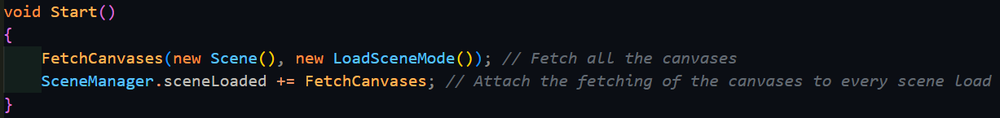 void Start()
{
    FetchCanvases(new Scene(), new LoadSceneMode()); // Fetch all the canvases
    SceneManager.sceneLoaded += FetchCanvases; // Attach the fetching of the canvases to every scene load
}